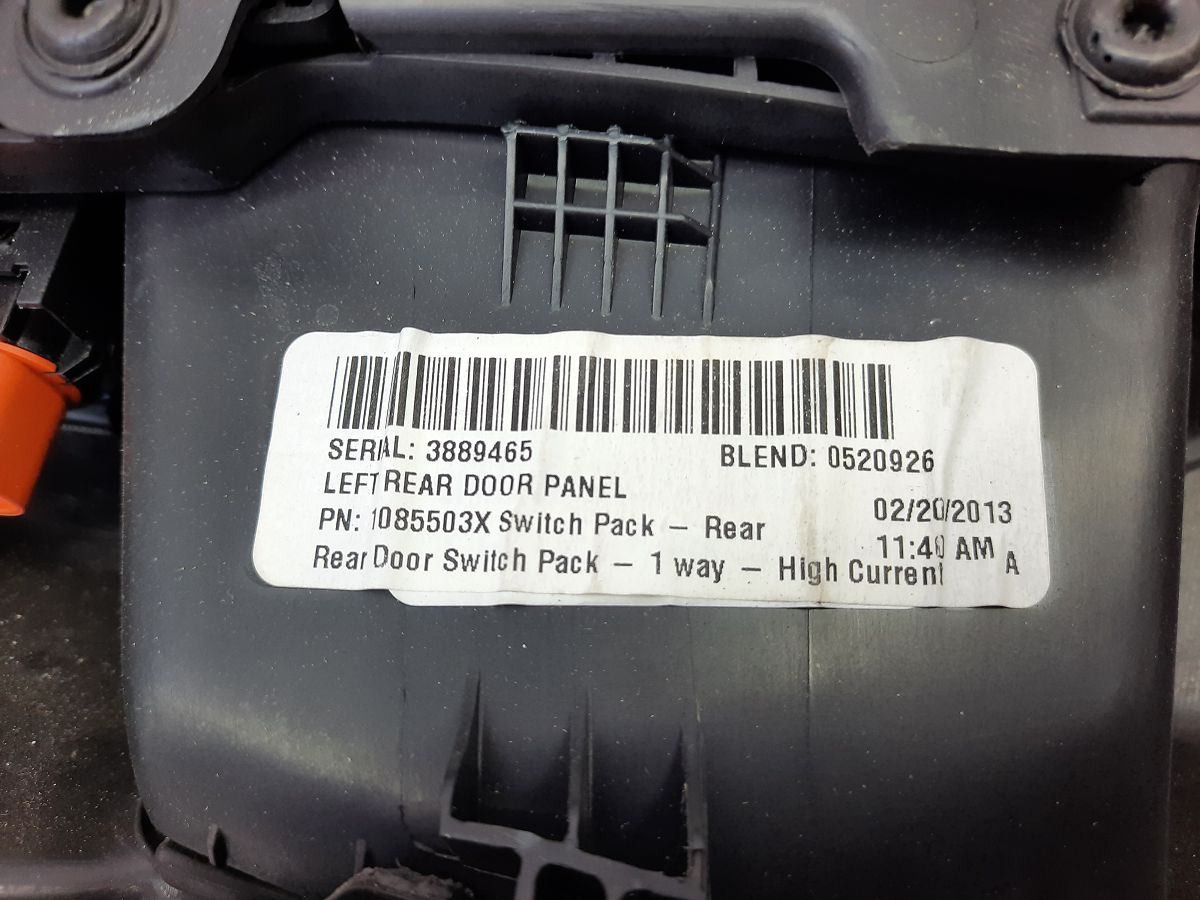 SERIAL: 3889465 BLEND: 0520926
LEFT REAR DOOR PANEL 02/20/2013
PN: 1085503X Switch Pack – Rear 11:40 AM
Rear Door Switch Pack – 1 way – High Current A